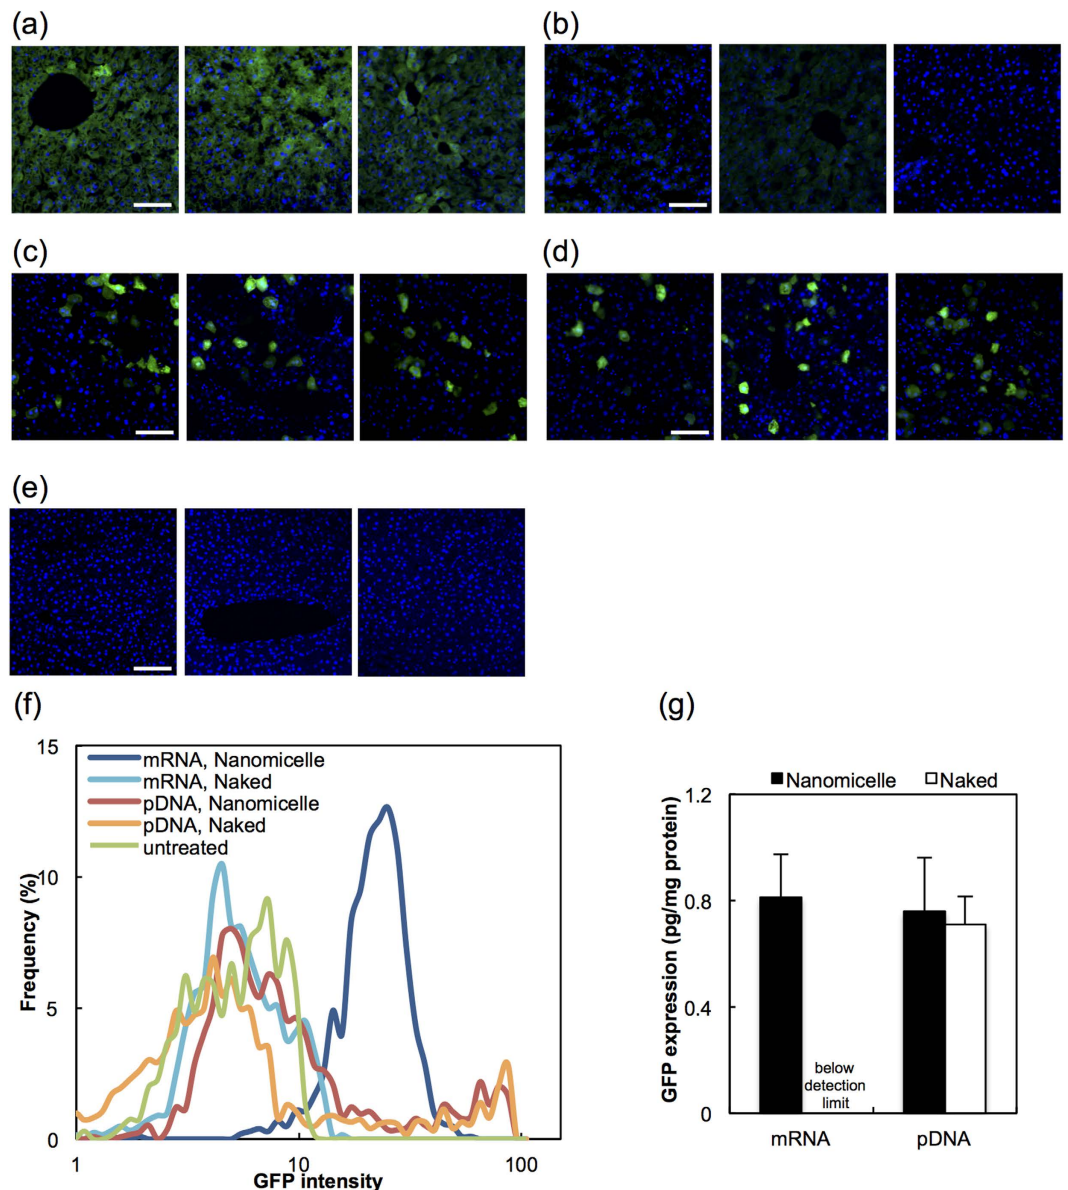 (a)
(b)
(c)
(d)
(e)
(f)
15
10
5
0
1
10
100
Frequency (%)
GFP intensity
mRNA, Nanomicelle
mRNA, Naked
pDNA, Nanomicelle
pDNA, Naked
untreated
(g)
Nanomicelle
Naked
1.2
0.8
0.4
0
GFP expression (pg/mg protein)
below
detection
limit
mRNA
pDNA